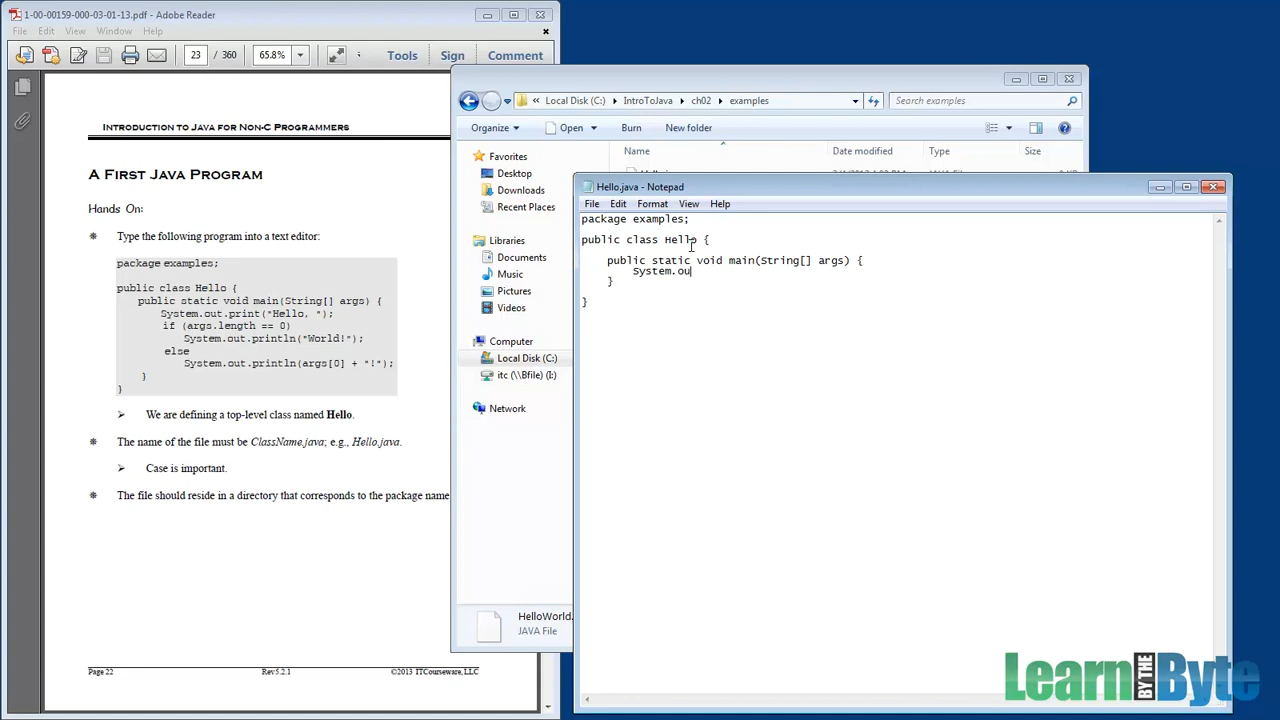 1-00-00159-000-03-01-13.pdf - Adobe Reader
File Edit View Window Help
23 / 360 65.8% Tools Sign Comment
INTRODUCTION TO JAVA FOR NON-C PROGRAMMERS
A FIRST JAVA PROGRAM
Hands On:
Type the following program into a text editor:
package examples;
public class Hello {
public static void main(String[] args) {
System.out.print("Hello, ");
if (args.length == 0)
System.out.println("World!");
else
System.out.println(args[0] + "!");
}
}
We are defining a top-level class named Hello.
The name of the file must be ClassName.java; e.g., Hello.java.
Case is important.
The file should reside in a directory that corresponds to the package name
Page 22 Rev5.2.1 ©2013 ITCourseware, LLC
« Local Disk (C:) IntroToJava ch02 examples Search examples
Organize Open Burn New folder
Favorites
Desktop
Downloads
Recent Places
Libraries
Documents
Music
Pictures
Videos
Computer
Local Disk (C:)
itc (\\Bfile) (I:)
Network
Name Date modified Type Size
HelloWorld.
JAVA File
Hello.java - Notepad
File Edit Format View Help
package examples;
public class Hello {
public static void main(String[] args) {
System.ou
}
}
Learn BY THE Byte